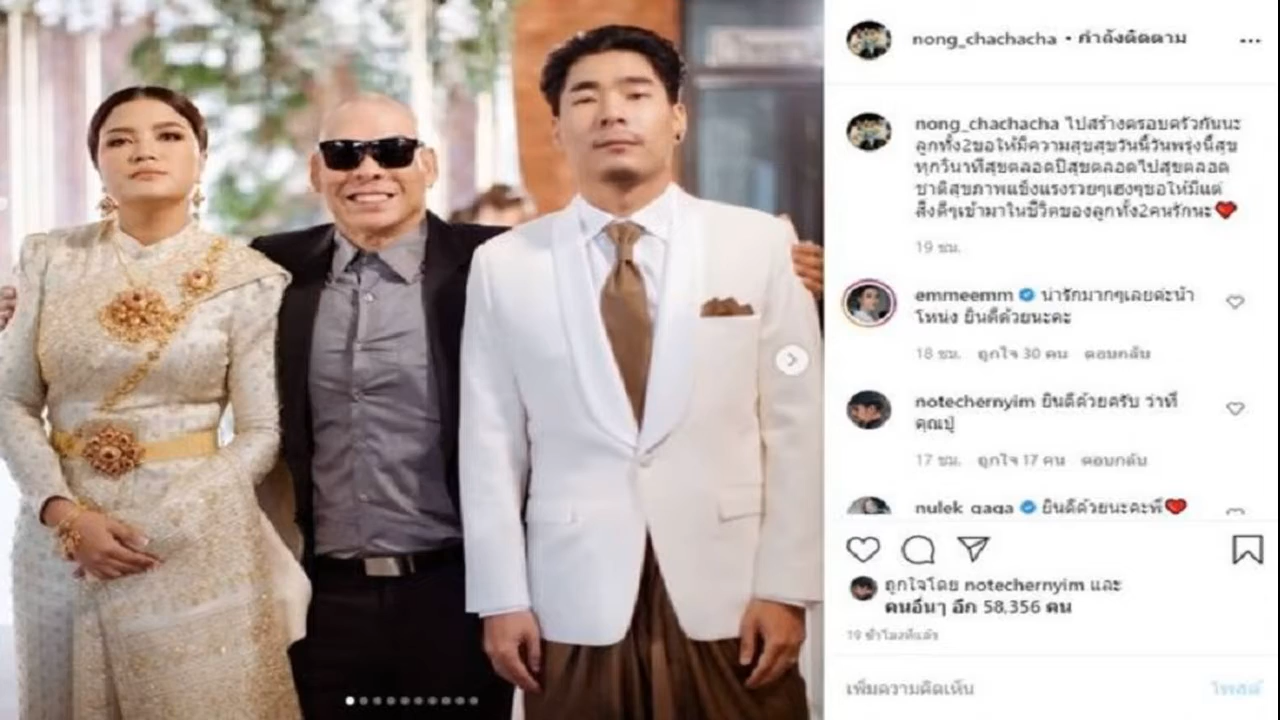 nong_chachacha • กำลังติดตาม
nong_chachacha ไปสร้างครอบครัวกันนะ
ลูกทั้ง2ขอให้มีความสุขสุขวันนี้วันพรุ่งนี้สุข
ทุกวินาทีสุขตลอดปีสุขตลอดไปสุขตลอด
ชาติสุขภาพแข็งแรงรวยๆเฮงๆขอให้มีแต่
สิ่งดีๆเข้ามาในชีวิตของลูกทั้ง2คนรักนะ❤️
19 ชม.
emmeemm น่ารักมากๆเลยค่ะน้า
โหน่ง ยินดีด้วยนะคะ
18 ชม. ถูกใจ 30 คน ตอบกลับ
notechernyim ยินดีด้วยครับ ว่าที่
คุณปู่
17 ชม. ถูกใจ 17 คน ตอบกลับ
nulek_gaga ยินดีด้วยนะคะพี่❤️
ถูกใจโดย notechernyim และ
คนอื่นๆ อีก 58,356 คน
19 ชั่วโมงที่แล้ว
เพิ่มความคิดเห็น
โพสต์